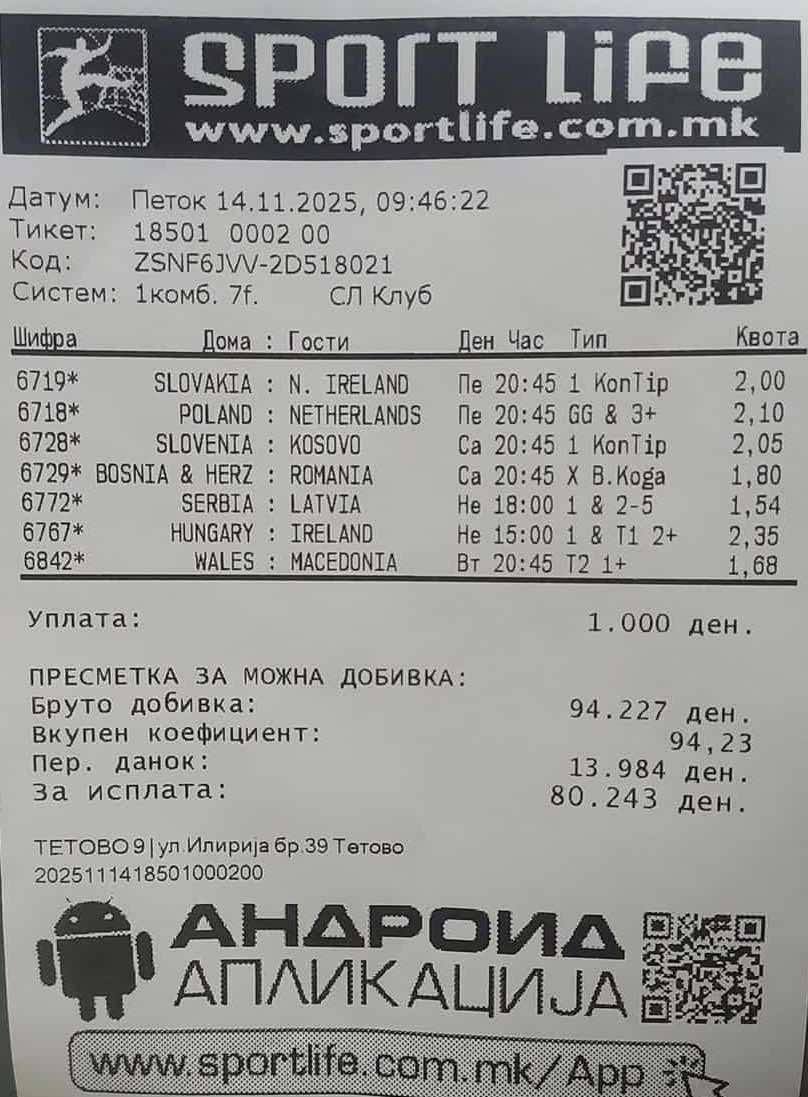 SPORT LiFe
www.sportlife.com.mk
Датум: Петок 14.11.2025, 09:46:22
Тикет: 18501 0002 00
Код: ZSNF6JVV-2D518021
Систем: 1комб. 7f. СЛ Клуб
Шифра Дома : Гости Ден Час Тип Квота
6719* SLOVAKIA : N. IRELAND Пе 20:45 1 KonTip 2,00
6718* POLAND : NETHERLANDS Пе 20:45 GG & 3+ 2,10
6728* SLOVENIA : KOSOVO Са 20:45 1 KonTip 2,05
6729* BOSNIA & HERZ : ROMANIA Са 20:45 X B.Koga 1,80
6772* SERBIA : LATVIA Не 18:00 1 & 2-5 1,54
6767* HUNGARY : IRELAND Не 15:00 1 & T1 2+ 2,35
6842* WALES : MACEDONIA Вт 20:45 T2 1+ 1,68
Уплата: 1.000 ден.
ПРЕСМЕТКА ЗА МОЖНА ДОБИВКА:
Бруто добивка: 94.227 ден.
Вкупен коефициент: 94,23
Пер. данок: 13.984 ден.
За исплата: 80.243 ден.
ТЕТОВО 9|ул.Илирија бр.39 Тетово
2025111418501000200
АНДРОИД
АПЛИКАЦИЈА
www.sportlife.com.mk/App